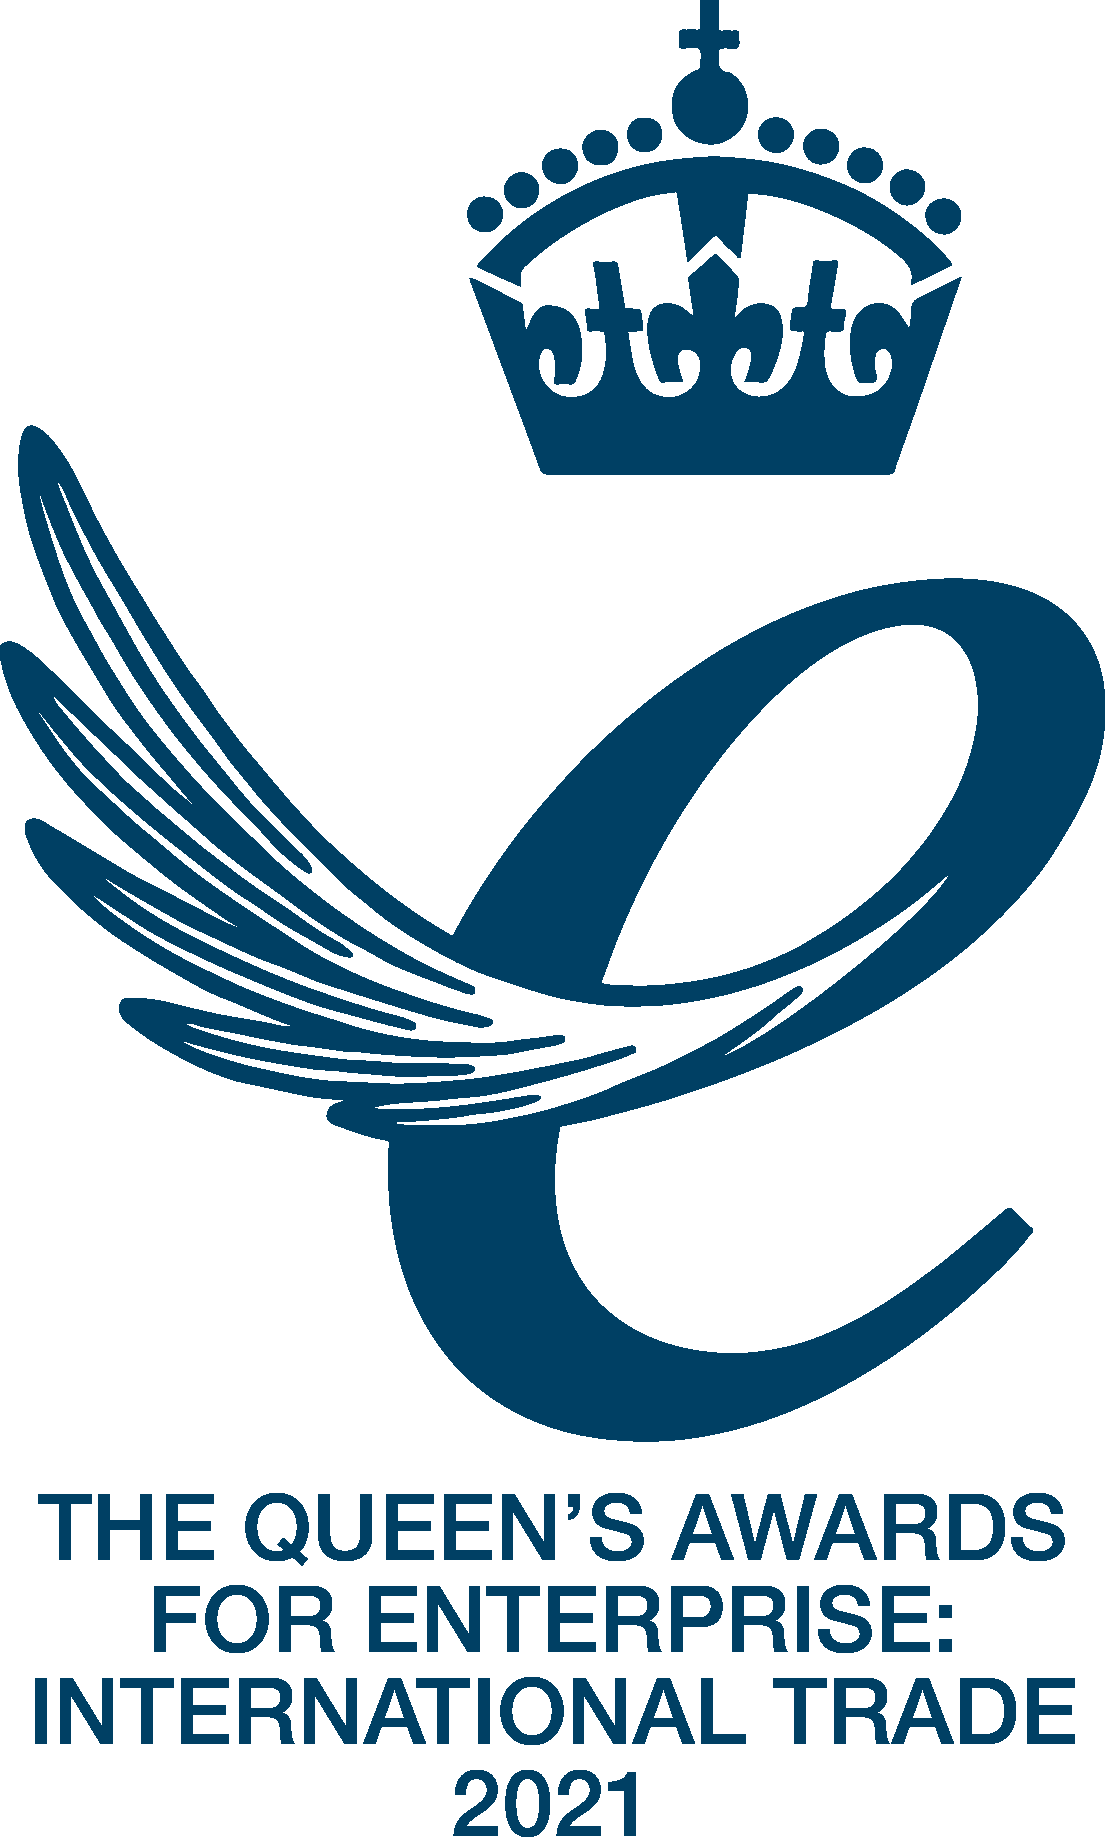 THE QUEEN’S AWARDS
FOR ENTERPRISE:
INTERNATIONAL TRADE
2021